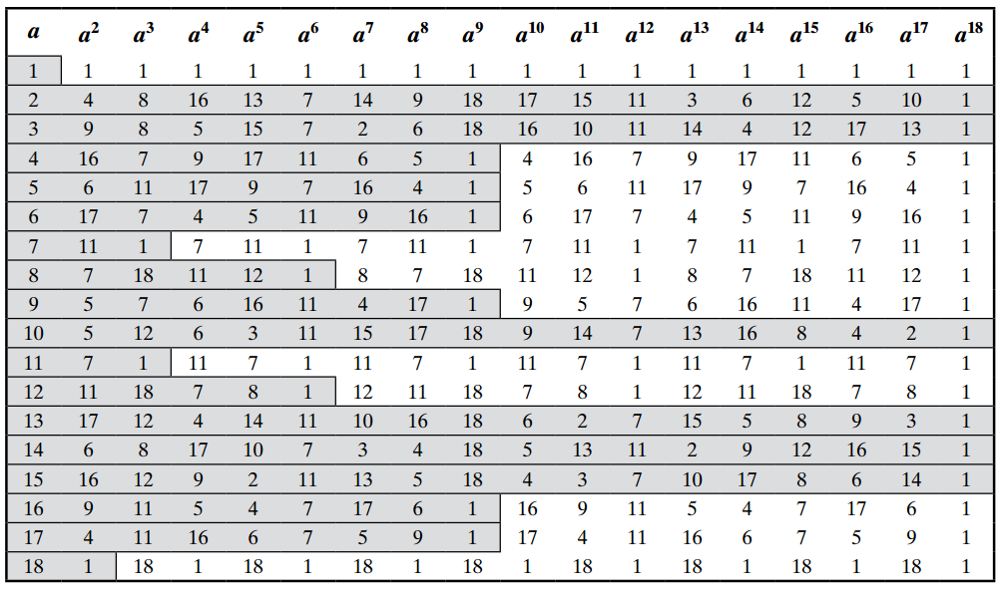 a a² a³ a⁴ a⁵ a⁶ a⁷ a⁸ a⁹ a¹⁰ a¹¹ a¹² a¹³ a¹⁴ a¹⁵ a¹⁶ a¹⁷ a¹⁸
1 1 1 1 1 1 1 1 1 1 1 1 1 1 1 1 1 1
2 4 8 16 13 7 14 9 18 17 15 11 3 6 12 5 10 1
3 9 8 5 15 7 2 6 18 16 10 11 14 4 12 17 13 1
4 16 7 9 17 11 6 5 1 4 16 7 9 17 11 6 5 1
5 6 11 17 9 7 16 4 1 5 6 11 17 9 7 16 4 1
6 17 7 4 5 11 9 16 1 6 17 7 4 5 11 9 16 1
7 11 1 7 11 1 7 11 1 7 11 1 7 11 1 7 11 1
8 7 18 11 12 1 8 7 18 11 12 1 8 7 18 11 12 1
9 5 7 6 16 11 4 17 1 9 5 7 6 16 11 4 17 1
10 5 12 6 3 11 15 17 18 9 14 7 13 16 8 4 2 1
11 7 1 11 7 1 11 7 1 11 7 1 11 7 1 11 7 1
12 11 18 7 8 1 12 11 18 7 8 1 12 11 18 7 8 1
13 17 12 4 14 11 10 16 18 6 2 7 15 5 8 9 3 1
14 6 8 17 10 7 3 4 18 5 13 11 2 9 12 16 15 1
15 16 12 9 2 11 13 5 18 4 3 7 10 17 8 6 14 1
16 9 11 5 4 7 17 6 1 16 9 11 5 4 7 17 6 1
17 4 11 16 6 7 5 9 1 17 4 11 16 6 7 5 9 1
18 1 18 1 18 1 18 1 18 1 18 1 18 1 18 1 18 1